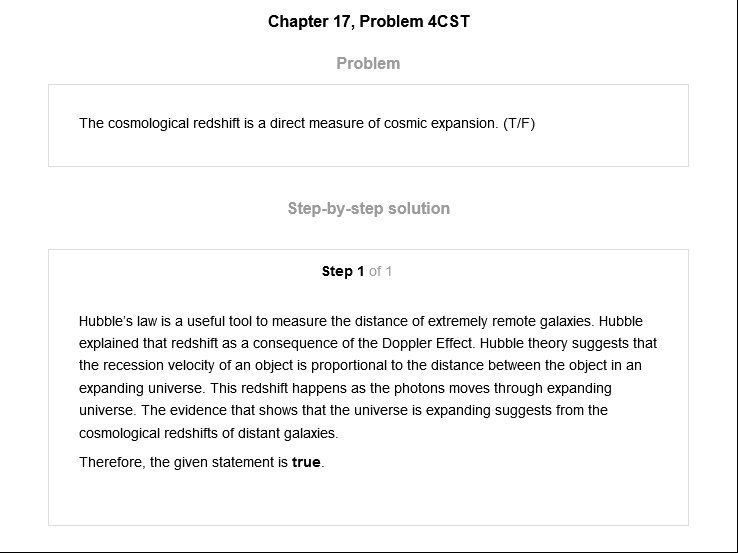 Chapter 17, Problem 4CST
Problem
The cosmological redshift is a direct measure of cosmic expansion. (T/F)
Step-by-step solution
Step 1 of 1
Hubble's law is a useful tool to measure the distance of extremely remote galaxies. Hubble
explained that redshift as a consequence of the Doppler Effect. Hubble theory suggests that
the recession velocity of an object is proportional to the distance between the object in an
expanding universe. This redshift happens as the photons moves through expanding
universe. The evidence that shows that the universe is expanding suggests from the
cosmological redshifts of distant galaxies.
Therefore, the given statement is true.